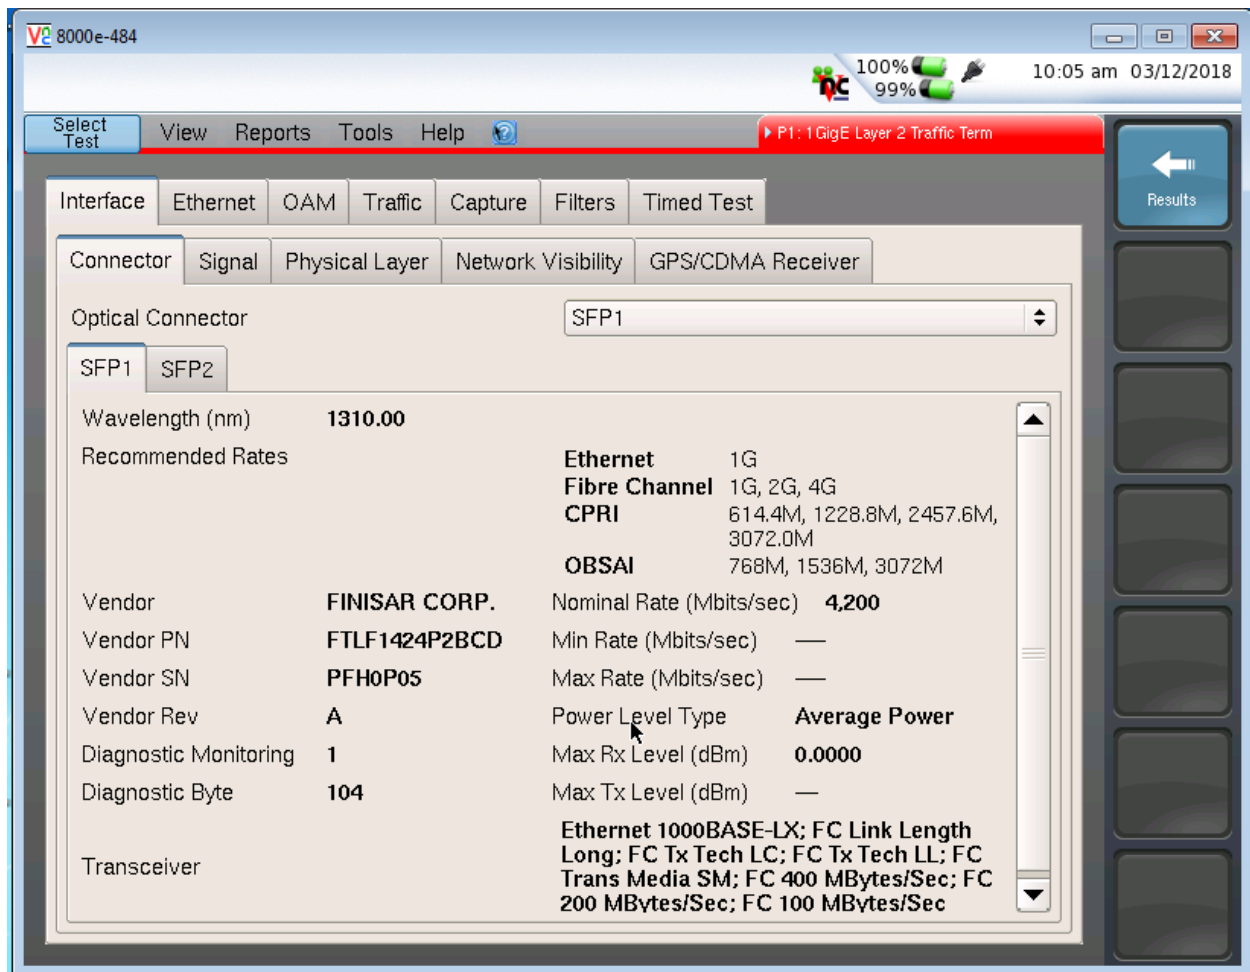 8000e-484
100%
99%
10:05 am 03/12/2018
Select Test
View Reports Tools Help
P1: 1GigE Layer 2 Traffic Term
Results
Interface Ethernet OAM Traffic Capture Filters Timed Test
Connector Signal Physical Layer Network Visibility GPS/CDMA Receiver
Optical Connector SFP1
SFP1 SFP2
Wavelength (nm) 1310.00
Recommended Rates
Ethernet 1G
Fibre Channel 1G, 2G, 4G
CPRI 614.4M, 1228.8M, 2457.6M,
3072.0M
OBSAI 768M, 1536M, 3072M
Vendor FINISAR CORP. Nominal Rate (Mbits/sec) 4,200
Vendor PN FTLF1424P2BCD Min Rate (Mbits/sec) —
Vendor SN PFH0P05 Max Rate (Mbits/sec) —
Vendor Rev A Power Level Type Average Power
Diagnostic Monitoring 1 Max Rx Level (dBm) 0.0000
Diagnostic Byte 104 Max Tx Level (dBm) —
Transceiver
Ethernet 1000BASE-LX; FC Link Length
Long; FC Tx Tech LC; FC Tx Tech LL; FC
Trans Media SM; FC 400 MBytes/Sec; FC
200 MBytes/Sec; FC 100 MBytes/Sec